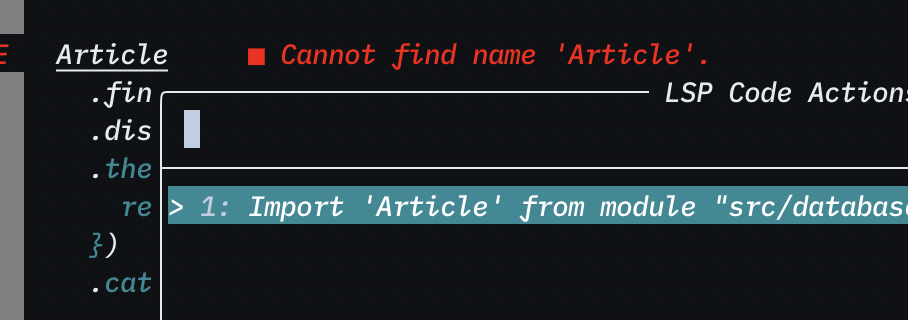 E Article ■ Cannot find name 'Article'.
.fin LSP Code Actions
.dis
.the
re > 1: Import 'Article' from module "src/databas
})
.cat